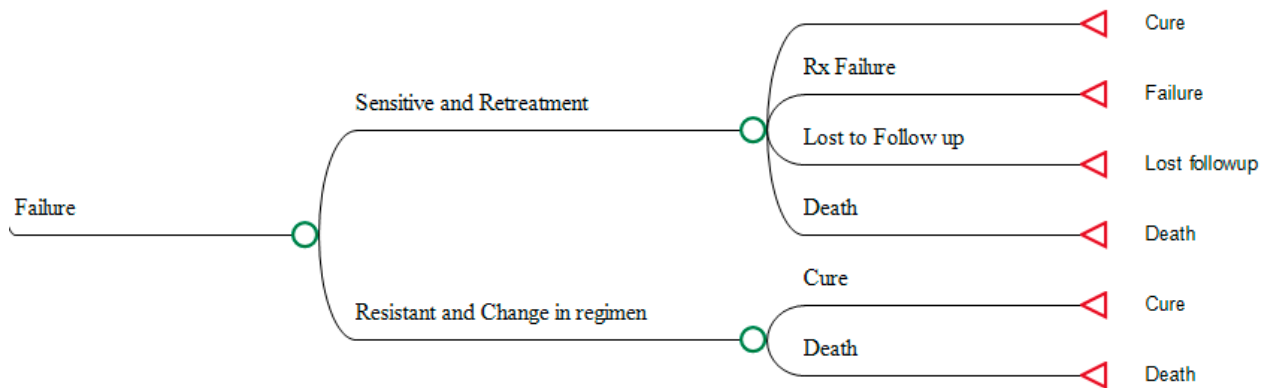 Cure
Rx Failure
Failure
Sensitive and Retreatment
Lost to Follow up
Lost followup
Failure
Death
Death
Cure
Cure
Resistant and Change in regimen
Death
Death